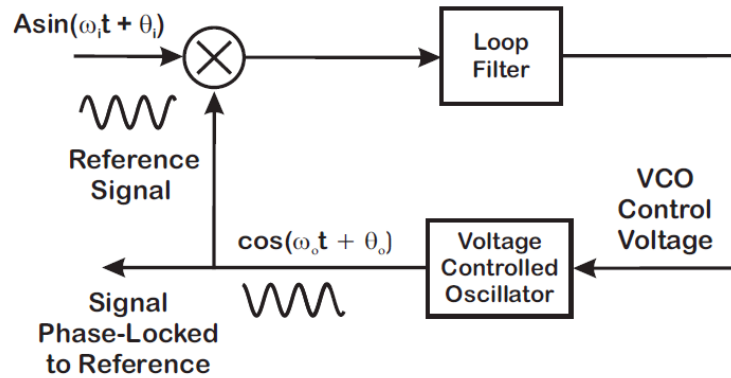 Asin(ωᵢt + θᵢ)
Loop
Filter
Reference
Signal
VCO
Control
Voltage
cos(ωₒt + θₒ)
Voltage
Controlled
Oscillator
Signal
Phase-Locked
to Reference